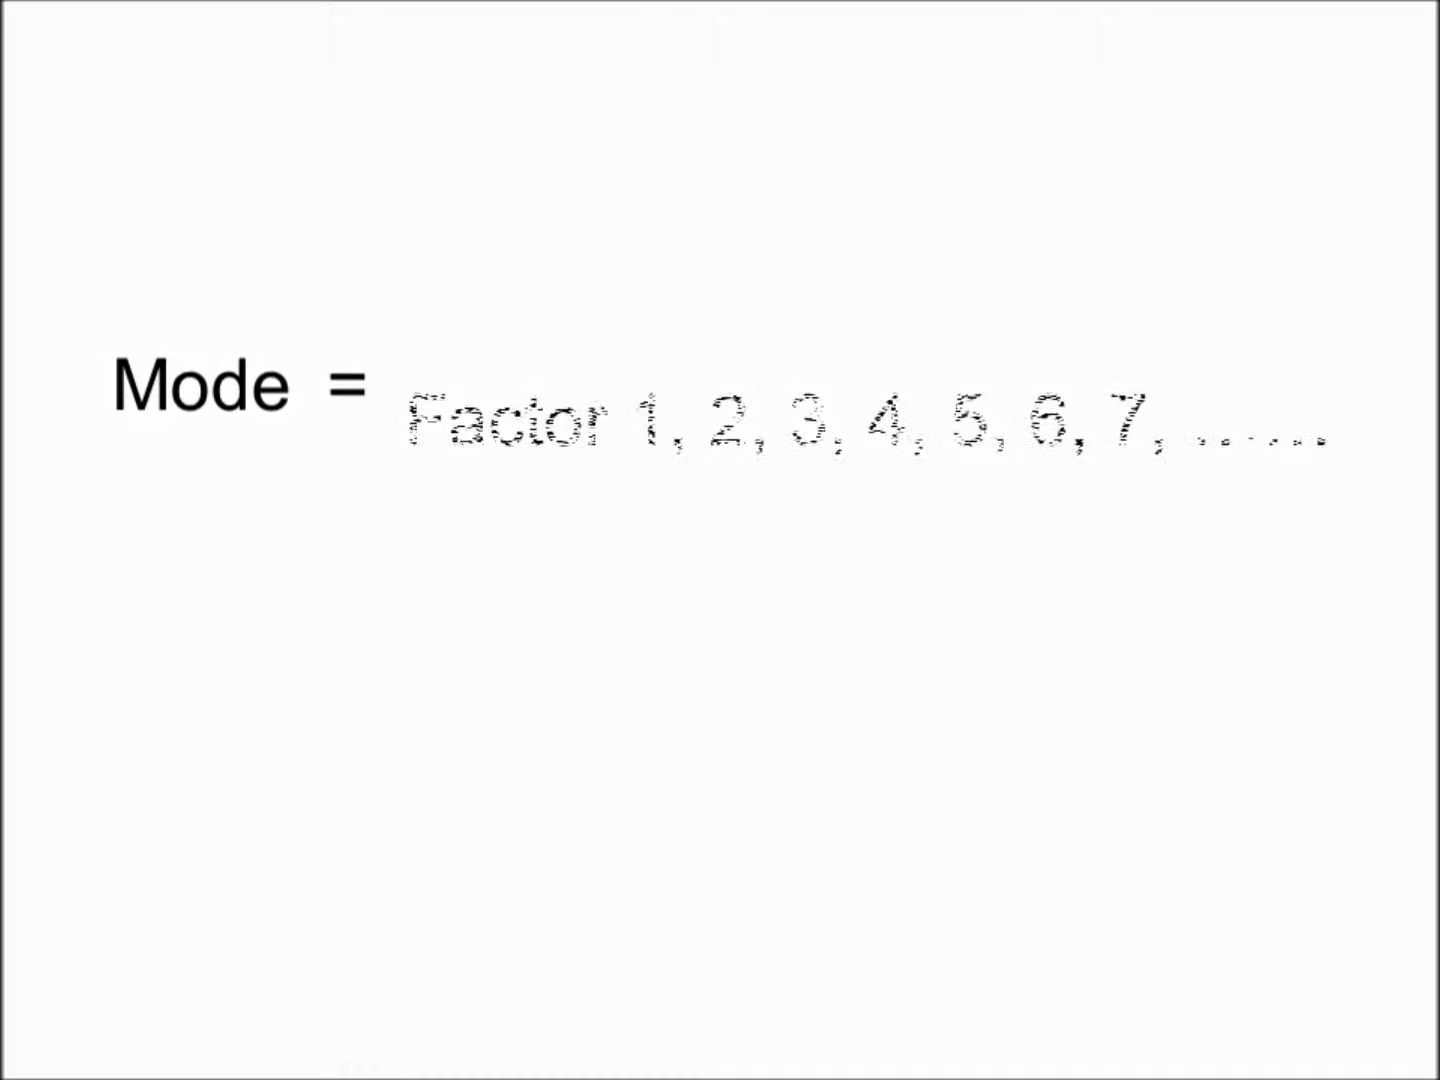 Mode = Factor 1, 2, 3, 4, 5, 6, 7, ......